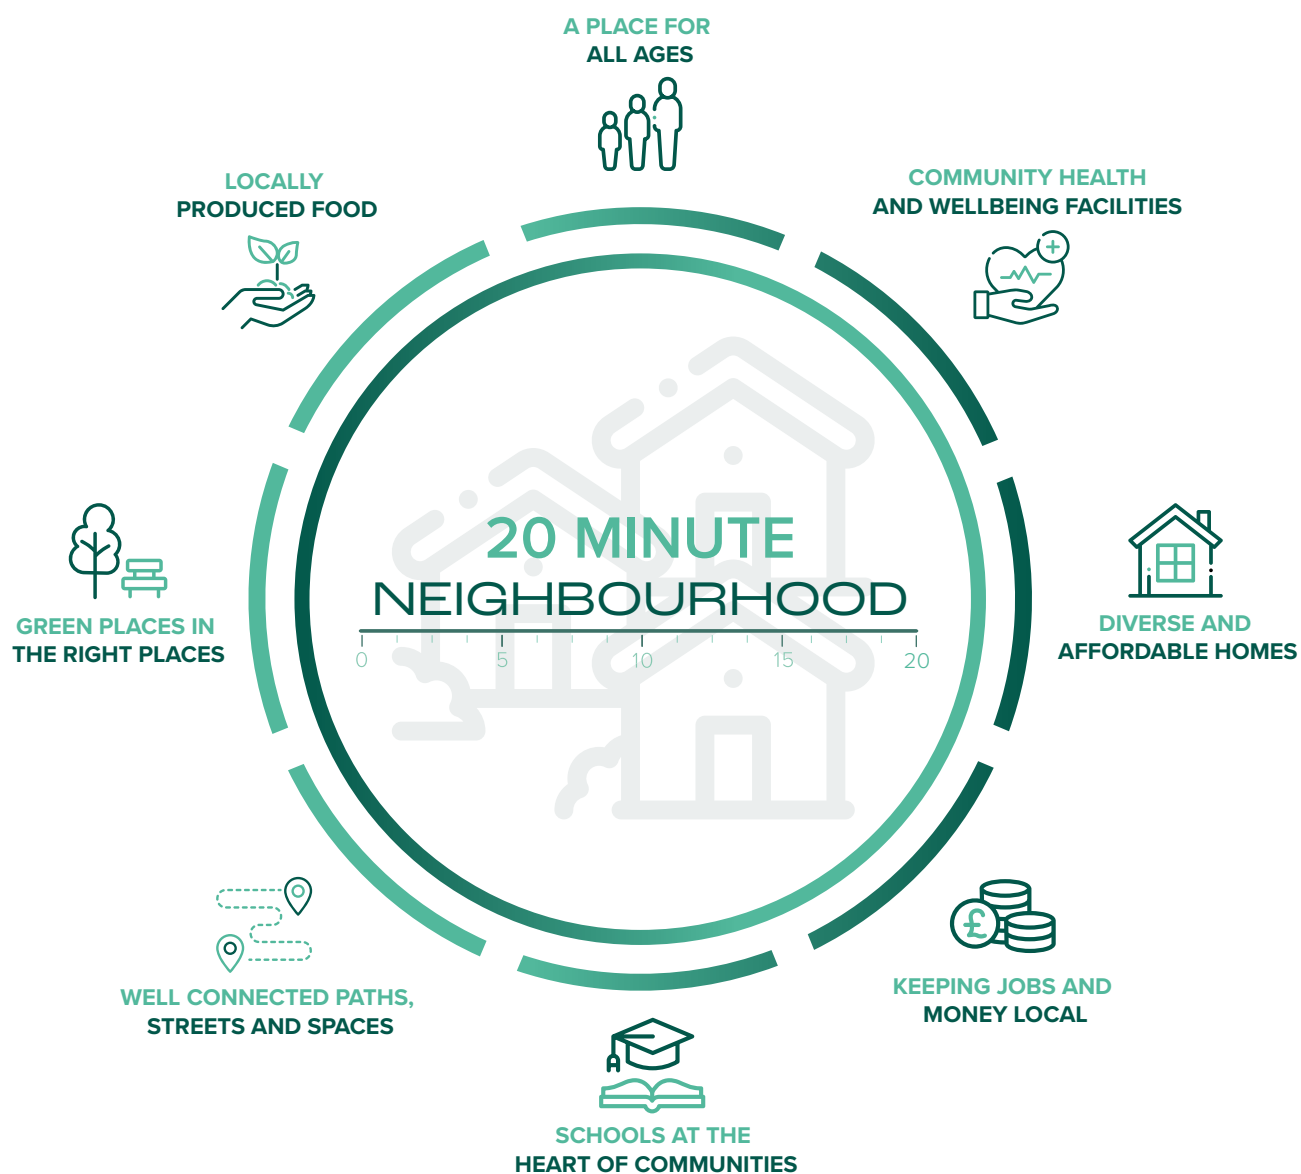 A PLACE FOR
ALL AGES
COMMUNITY HEALTH
AND WELLBEING FACILITIES
DIVERSE AND
AFFORDABLE HOMES
£
KEEPING JOBS AND
MONEY LOCAL
SCHOOLS AT THE
HEART OF COMMUNITIES
WELL CONNECTED PATHS,
STREETS AND SPACES
GREEN PLACES IN
THE RIGHT PLACES
LOCALLY
PRODUCED FOOD
20 MINUTE
NEIGHBOURHOOD
0 5 10 15 20